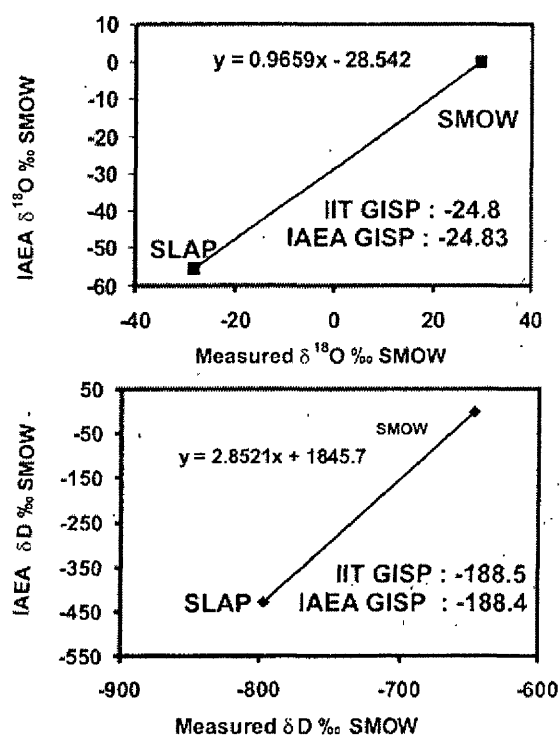 IAEA δ¹⁸O ‰ SMOW
10
0
-10
-20
-30
-40
-50
-60
y = 0.9659x - 28.542
SMOW
IIT GISP : -24.8
IAEA GISP : -24.83
SLAP
-40 -20 0 20 40
Measured δ¹⁸O ‰ SMOW
IAEA δD ‰ SMOW
50
-50
-150
-250
-350
-450
-550
SMOW
y = 2.8521x + 1845.7
IIT GISP : -188.5
SLAP IAEA GISP : -188.4
-900 -800 -700 -600
Measured δD ‰ SMOW